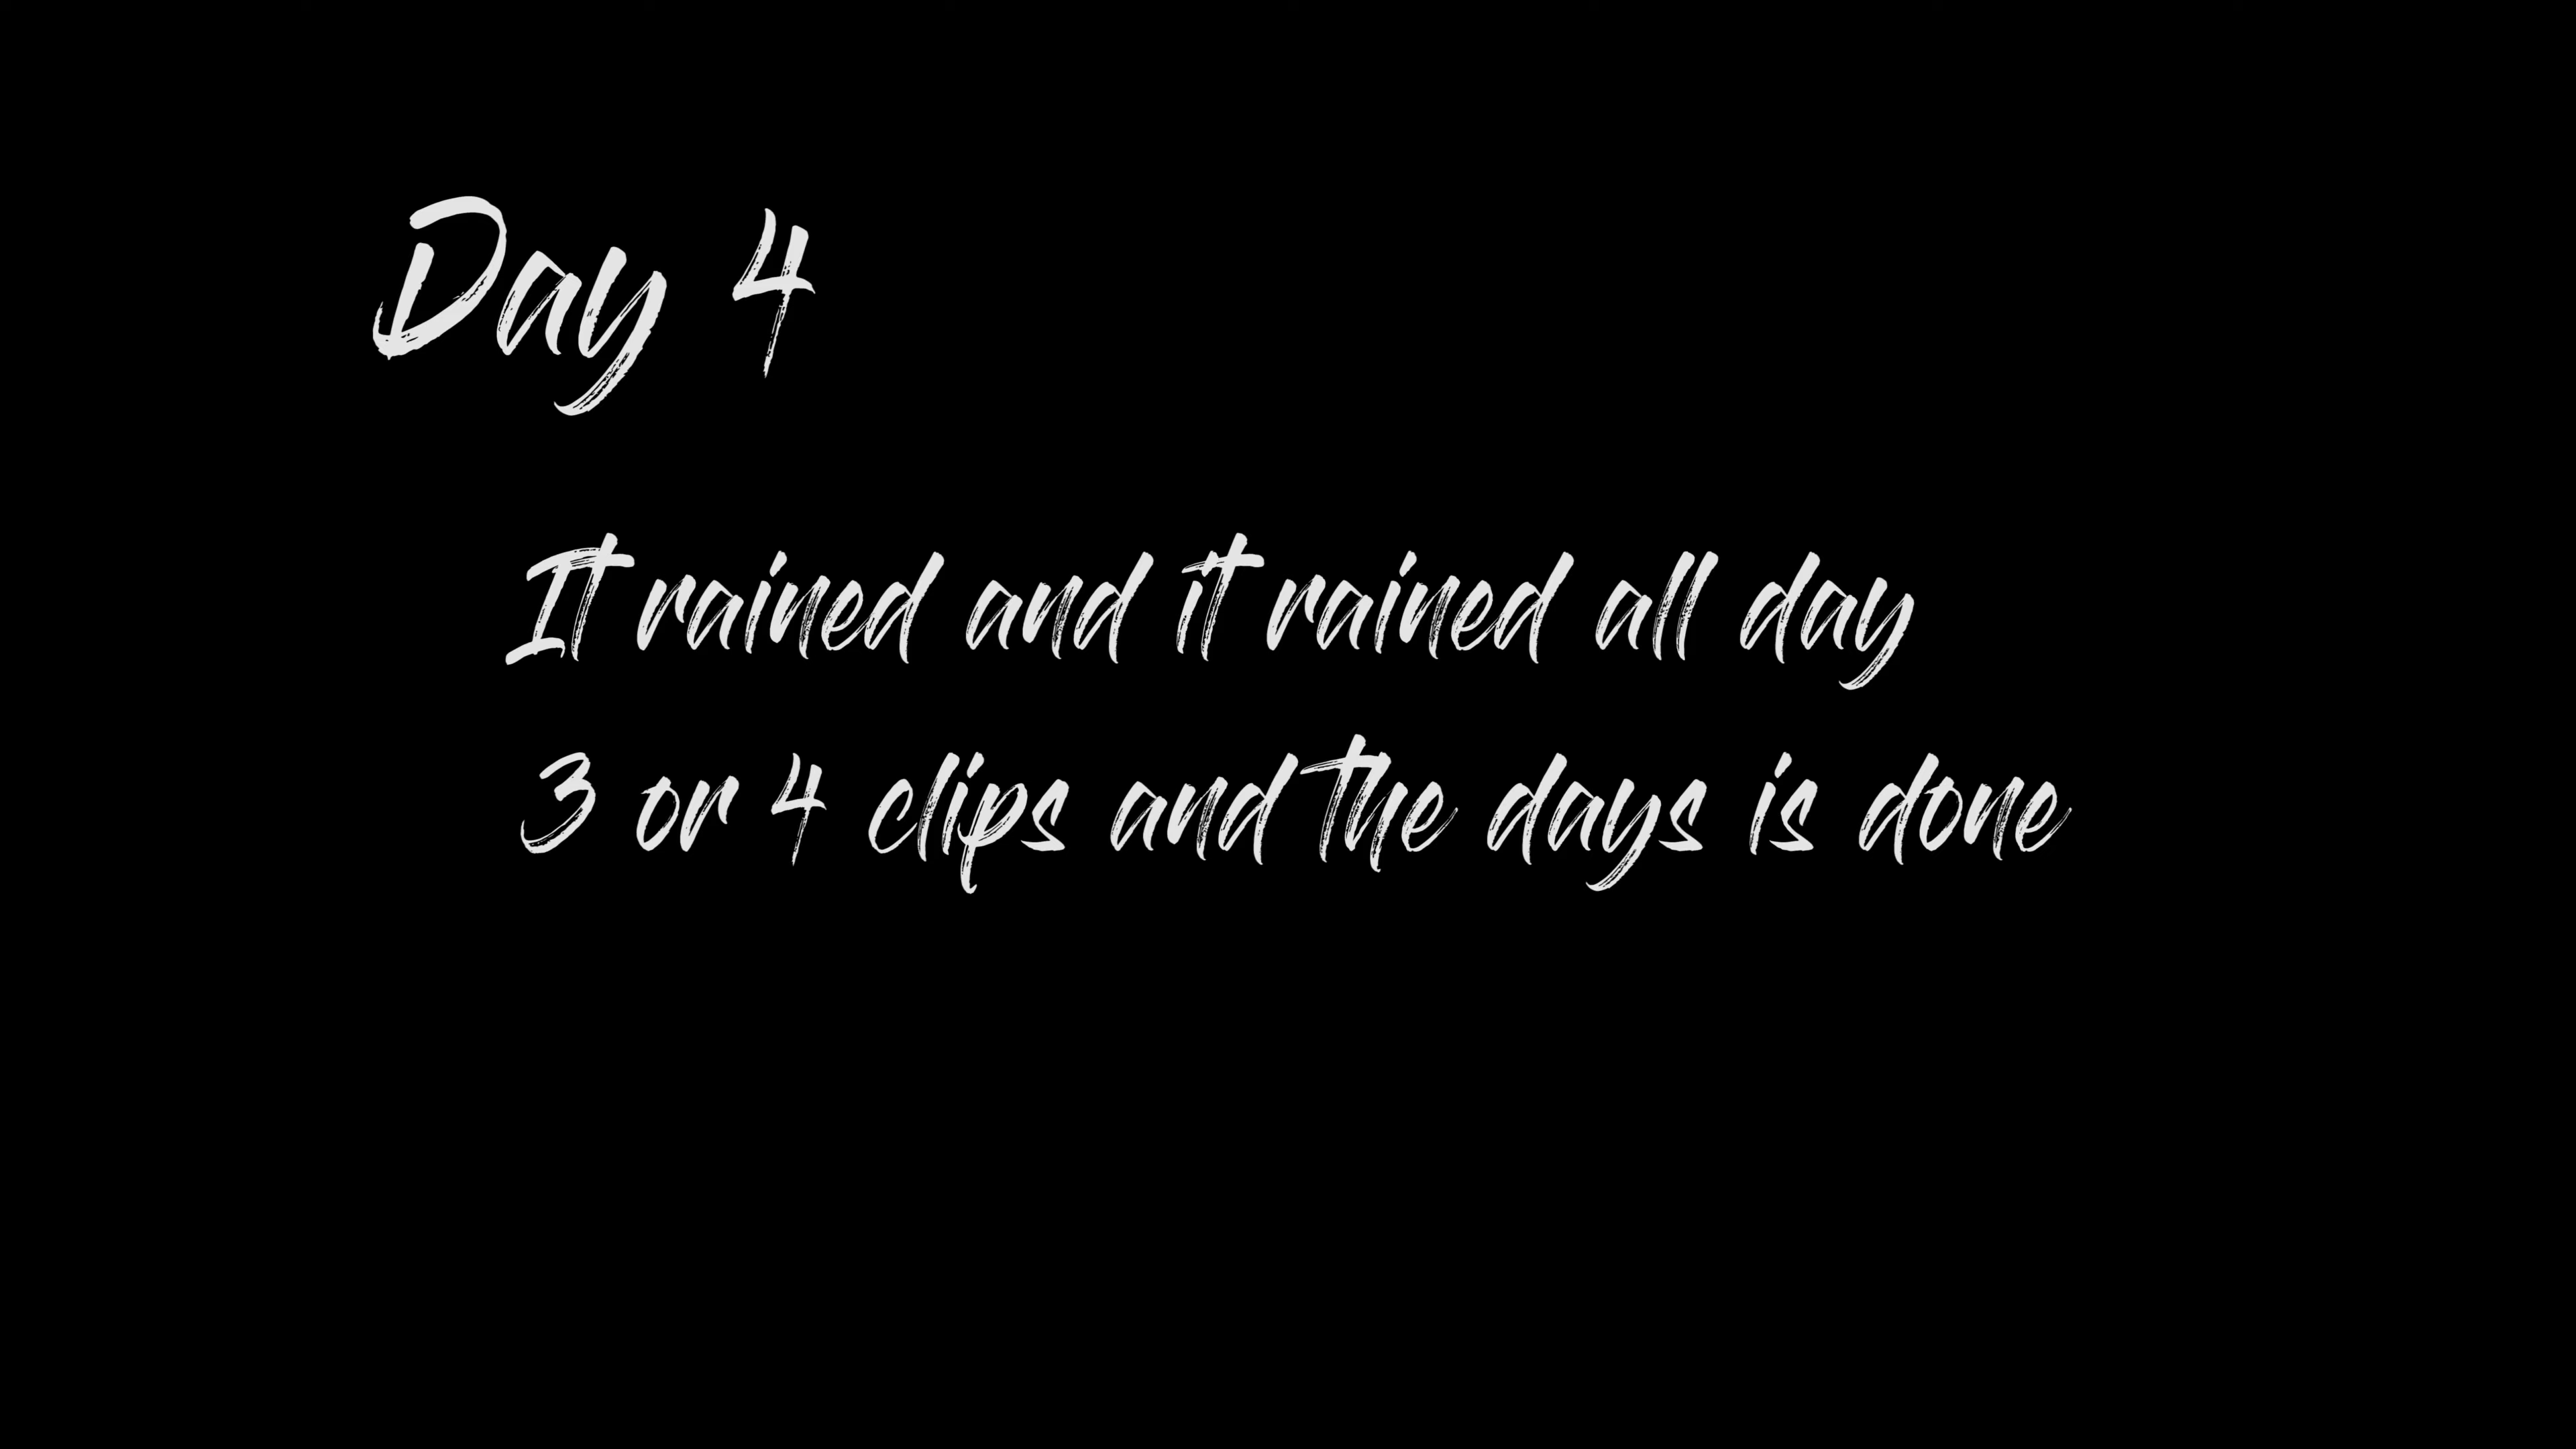 Day 4
It rained and it rained all day
3 or 4 clips and the days is done